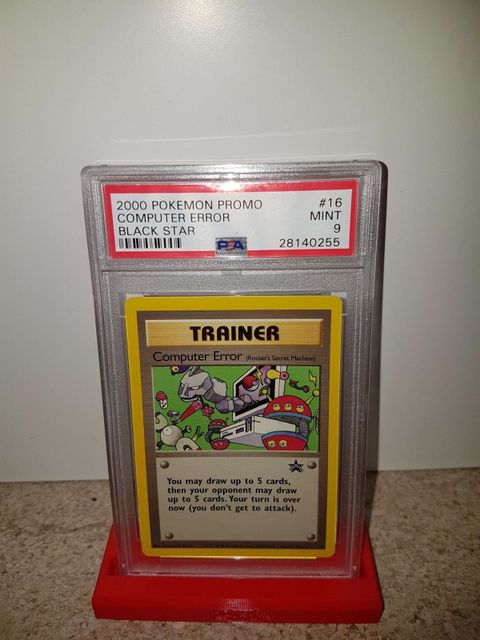 2000 POKEMON PROMO #16
COMPUTER ERROR MINT
BLACK STAR 9
PSA 28140255
TRAINER
Computer Error (Rocket's Secret Machine)
PROMO
You may draw up to 5 cards,
then your opponent may draw
up to 5 cards. Your turn is over
now (you don't get to attack).